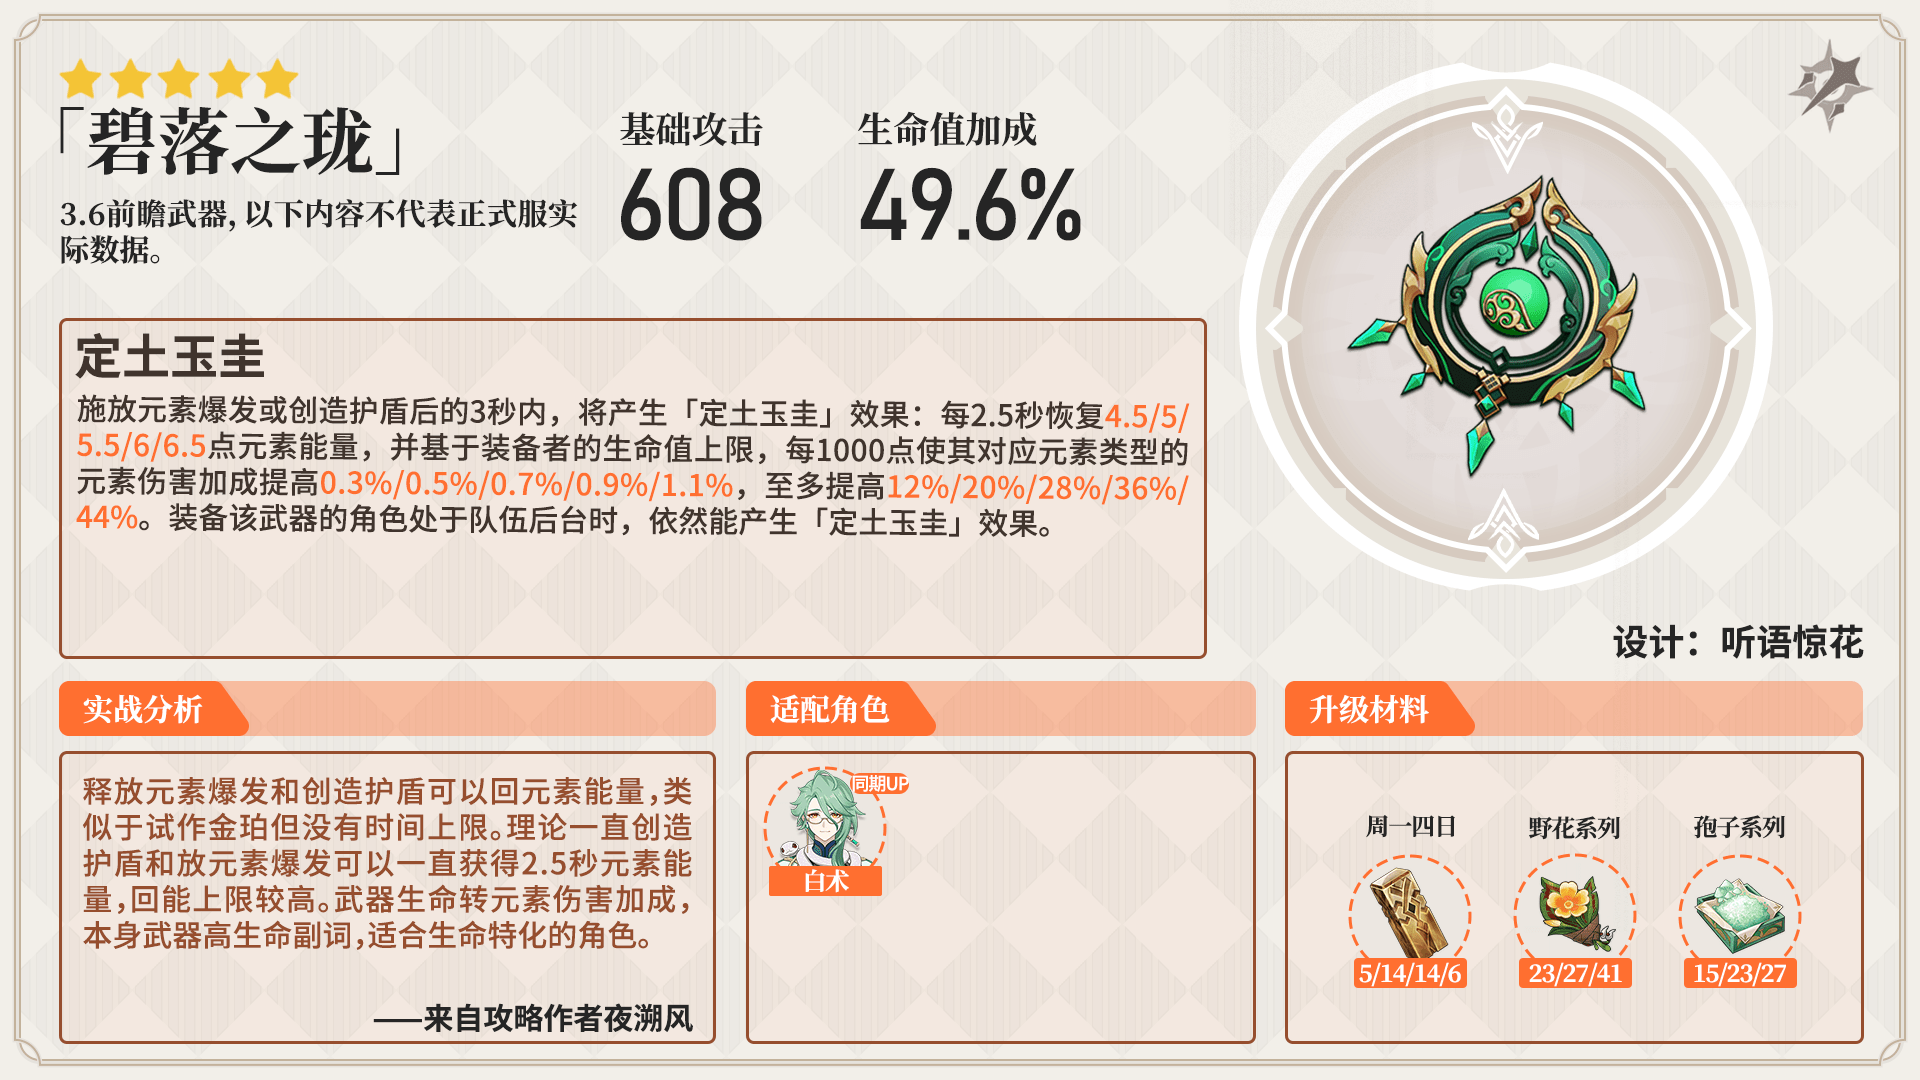 「碧落之珑」
3.6前瞻武器, 以下内容不代表正式服实
际数据。
基础攻击
608
生命值加成
49.6%
定土玉圭
施放元素爆发或创造护盾后的3秒内，将产生「定土玉圭」效果：每2.5秒恢复4.5/5/
5.5/6/6.5点元素能量，并基于装备者的生命值上限，每1000点使其对应元素类型的
元素伤害加成提高0.3%/0.5%/0.7%/0.9%/1.1%，至多提高12%/20%/28%/36%/
44%。装备该武器的角色处于队伍后台时，依然能产生「定土玉圭」效果。
设计：听语惊花
实战分析
释放元素爆发和创造护盾可以回元素能量,类
似于试作金珀但没有时间上限。理论一直创造
护盾和放元素爆发可以一直获得2.5秒元素能
量,回能上限较高。武器生命转元素伤害加成,
本身武器高生命副词,适合生命特化的角色。
——来自攻略作者夜溯风
适配角色
同期UP
白术
升级材料
周一四日
5/14/14/6
野花系列
23/27/41
孢子系列
15/23/27